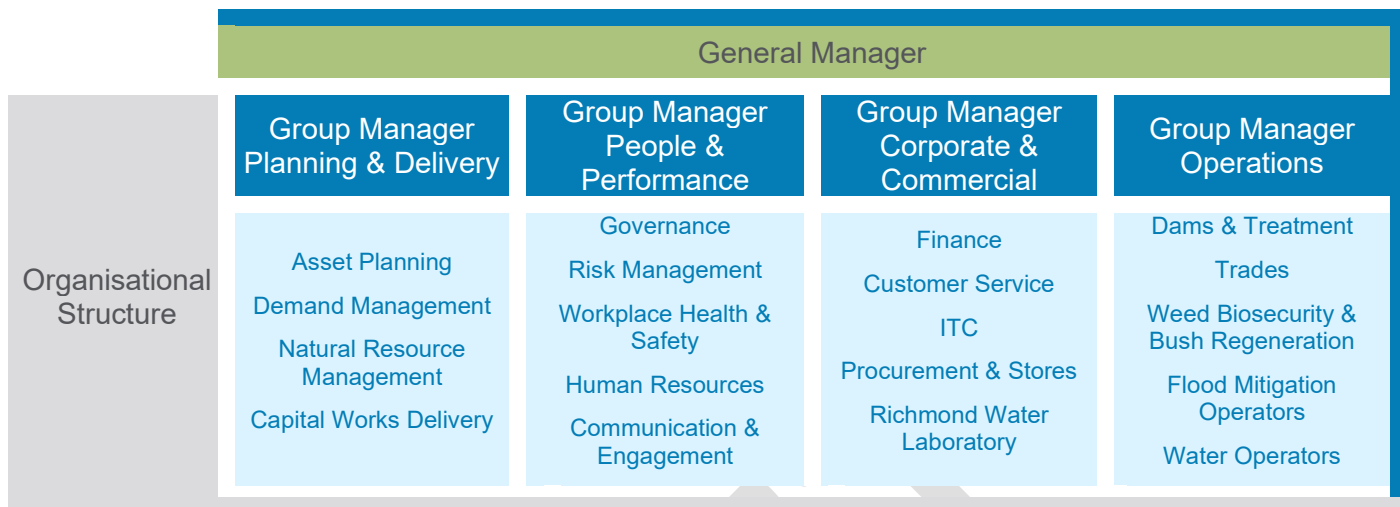 General Manager
Organisational
Structure
Group Manager
Planning & Delivery
Asset Planning
Demand Management
Natural Resource
Management
Capital Works Delivery
Group Manager
People &
Performance
Governance
Risk Management
Workplace Health &
Safety
Human Resources
Communication &
Engagement
Group Manager
Corporate &
Commercial
Finance
Customer Service
ITC
Procurement & Stores
Richmond Water
Laboratory
Group Manager
Operations
Dams & Treatment
Trades
Weed Biosecurity &
Bush Regeneration
Flood Mitigation
Operators
Water Operators